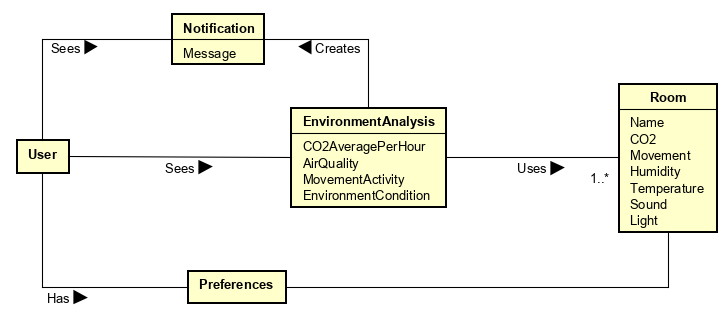 Notification
Message
Sees
Creates
EnvironmentAnalysis
CO2AveragePerHour
AirQuality
MovementActivity
EnvironmentCondition
Room
Name
CO2
Movement
Humidity
Temperature
Sound
Light
User
Sees
Uses
1..*
Preferences
Has